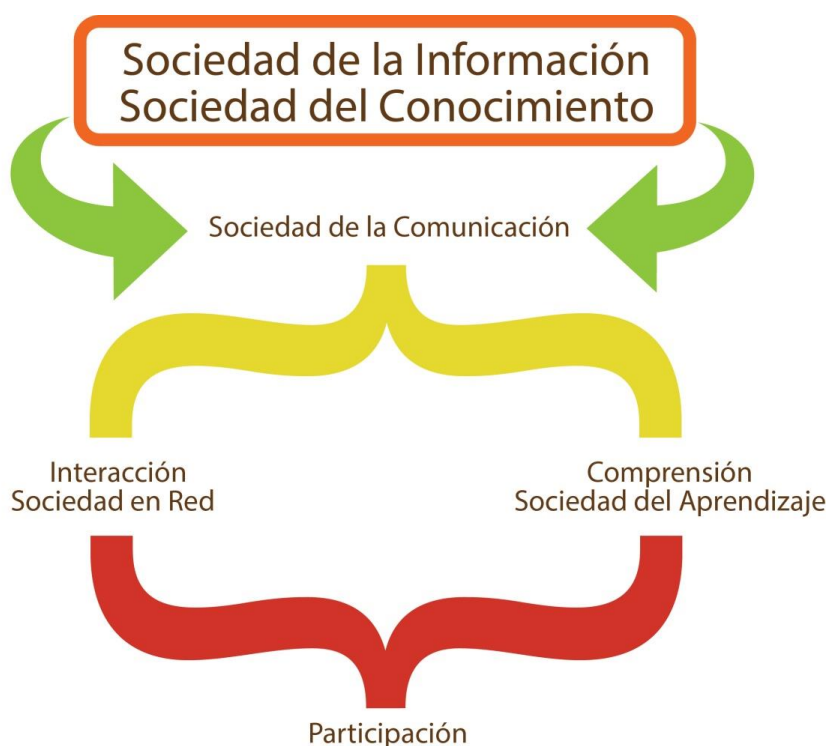 Sociedad de la Información
Sociedad del Conocimiento
Sociedad de la Comunicación
Interacción
Sociedad en Red
Comprensión
Sociedad del Aprendizaje
Participación